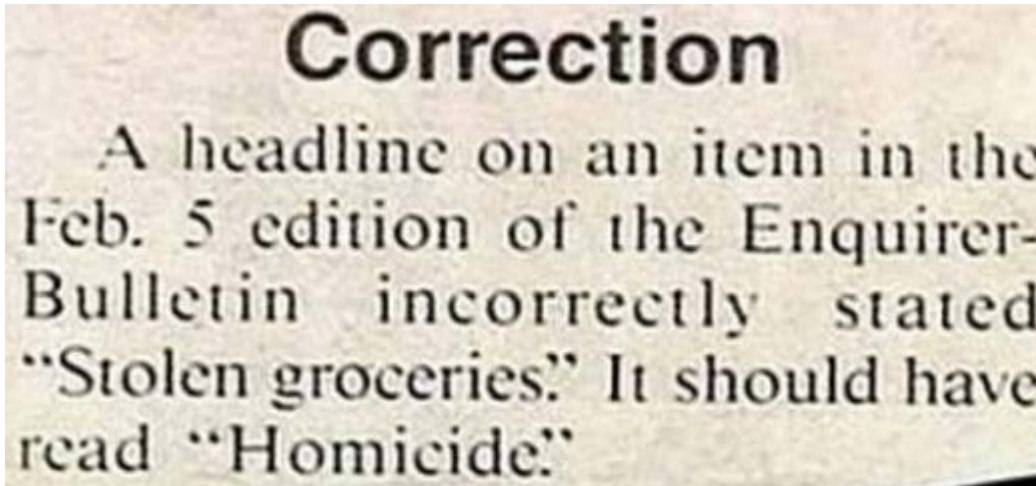 Correction
A headline on an item in the
Feb. 5 edition of the Enquirer-
Bulletin incorrectly stated
“Stolen groceries.” It should have
read “Homicide.”